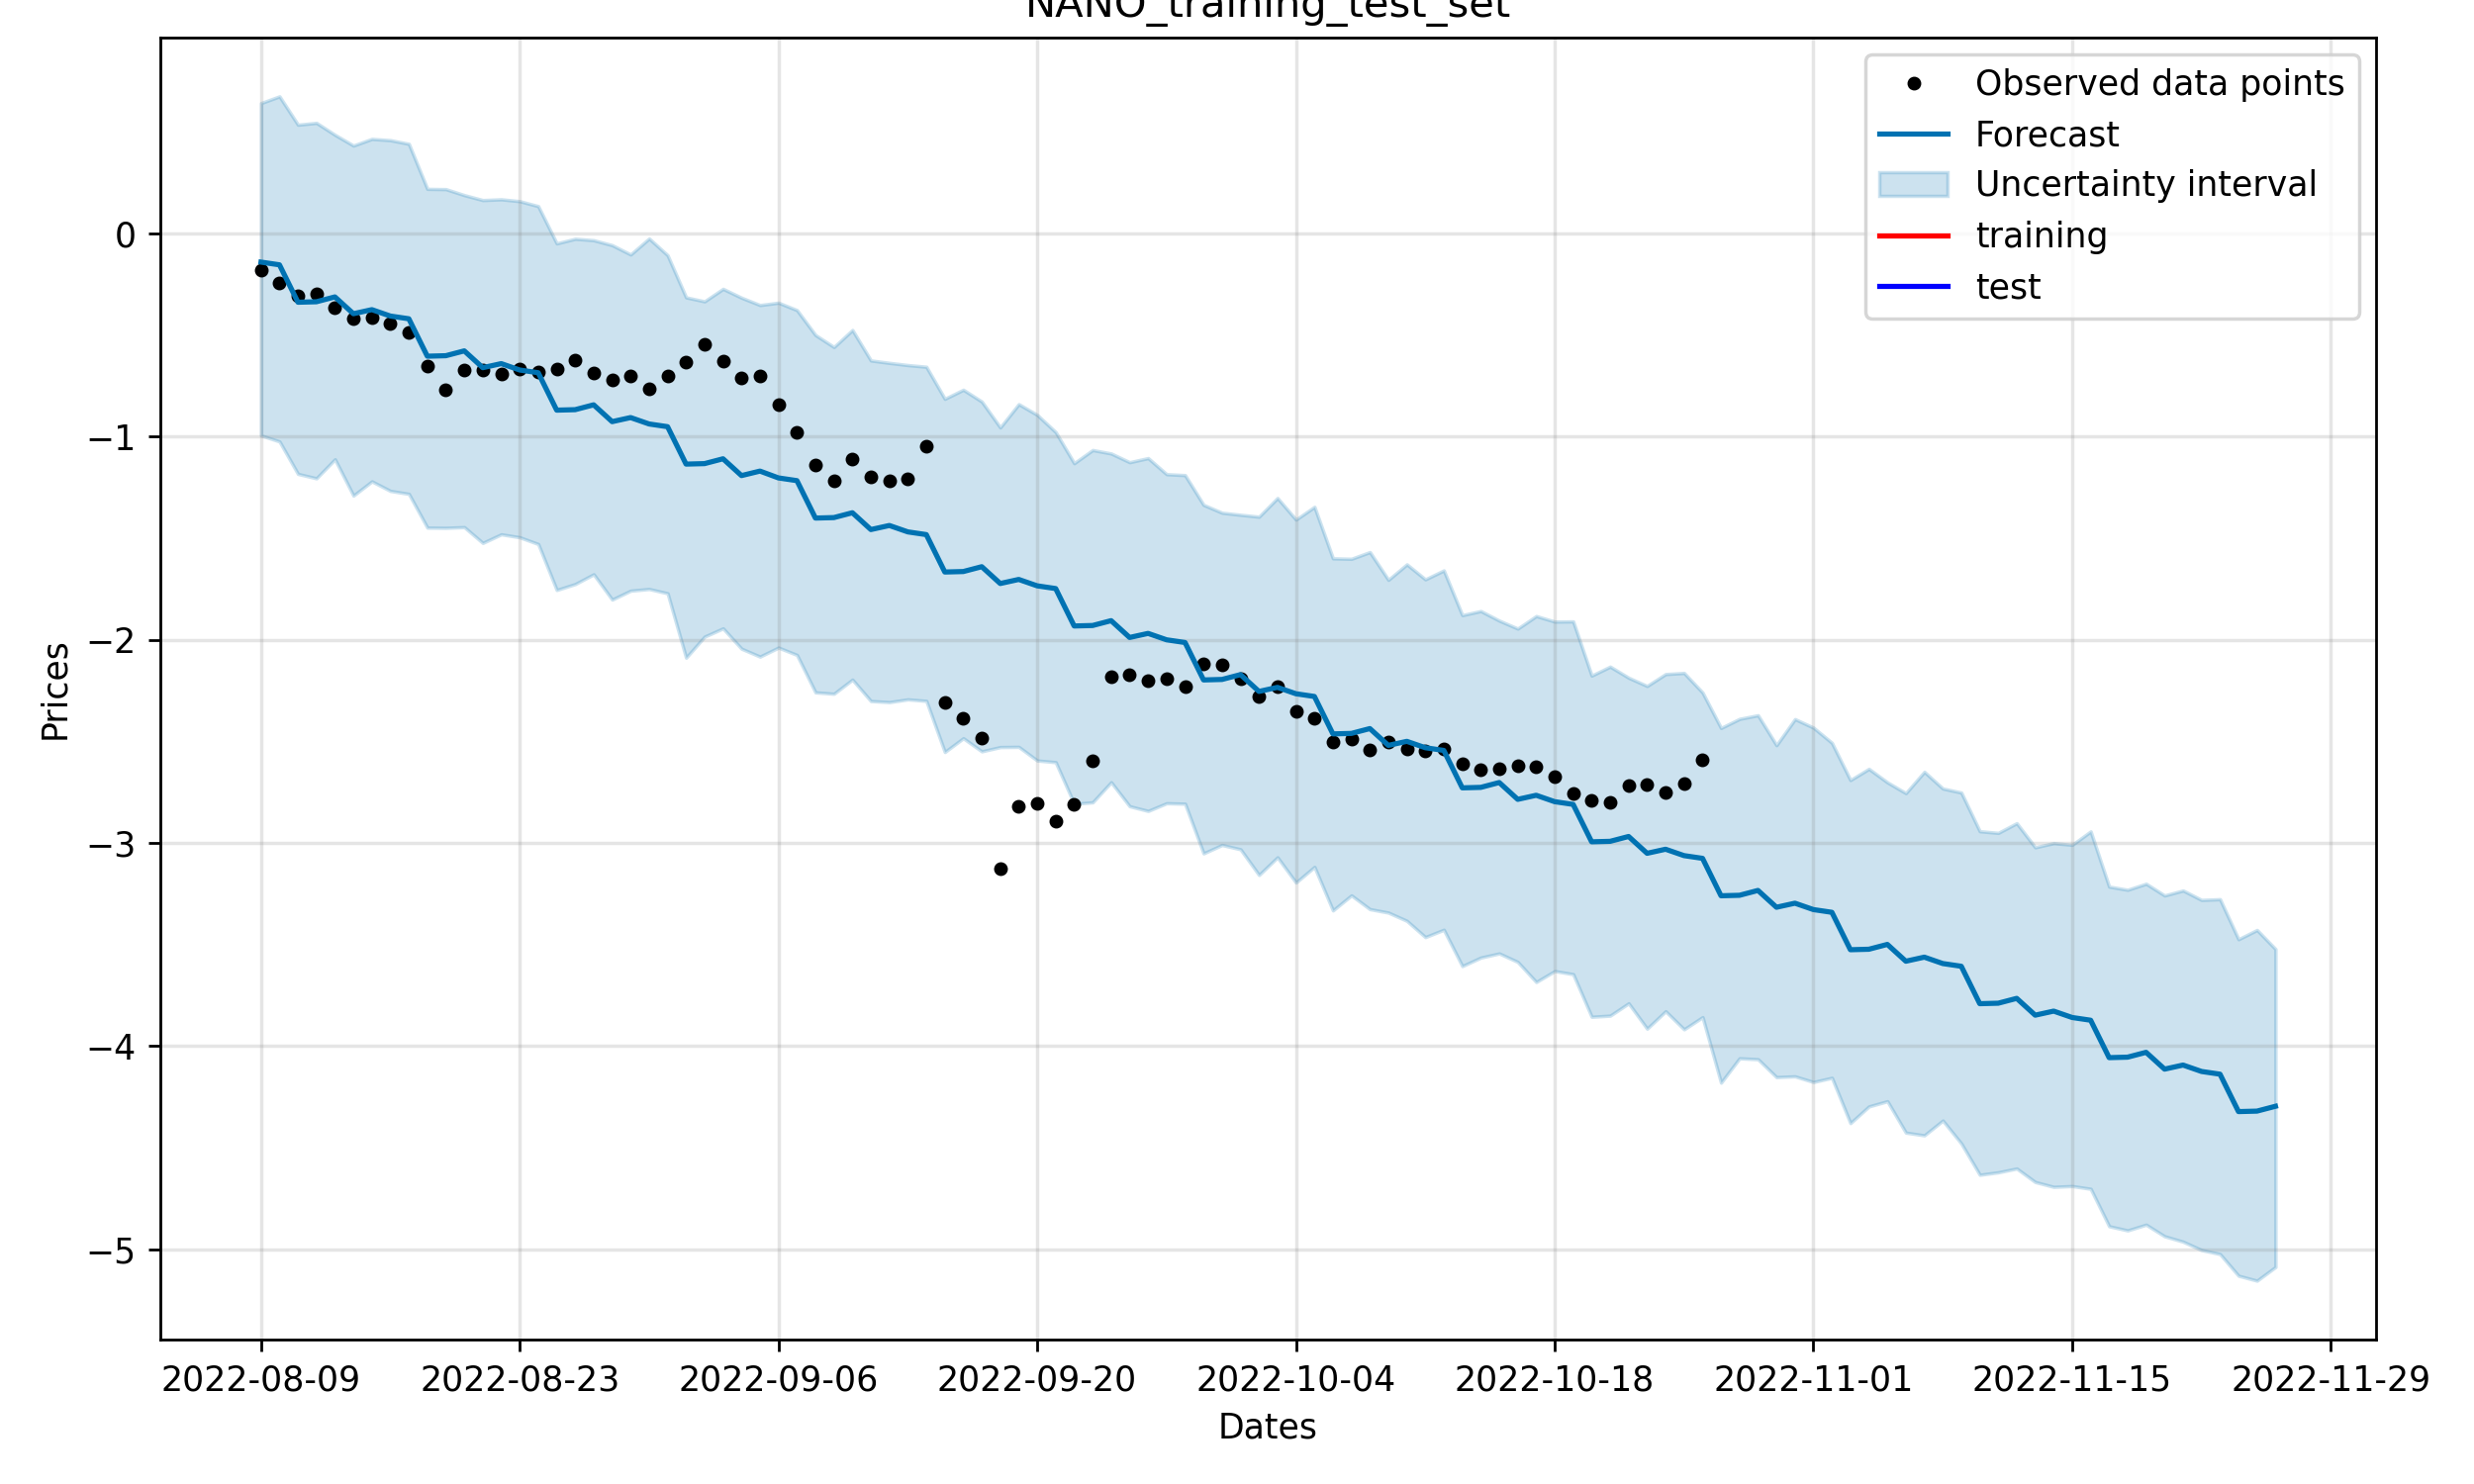 NANO_training_test_set
Observed data points
Forecast
Uncertainty interval
training
test
0
−1
−2
−3
−4
−5
Prices
2022-08-09 2022-08-23 2022-09-06 2022-09-20 2022-10-04 2022-10-18 2022-11-01 2022-11-15 2022-11-29
Dates